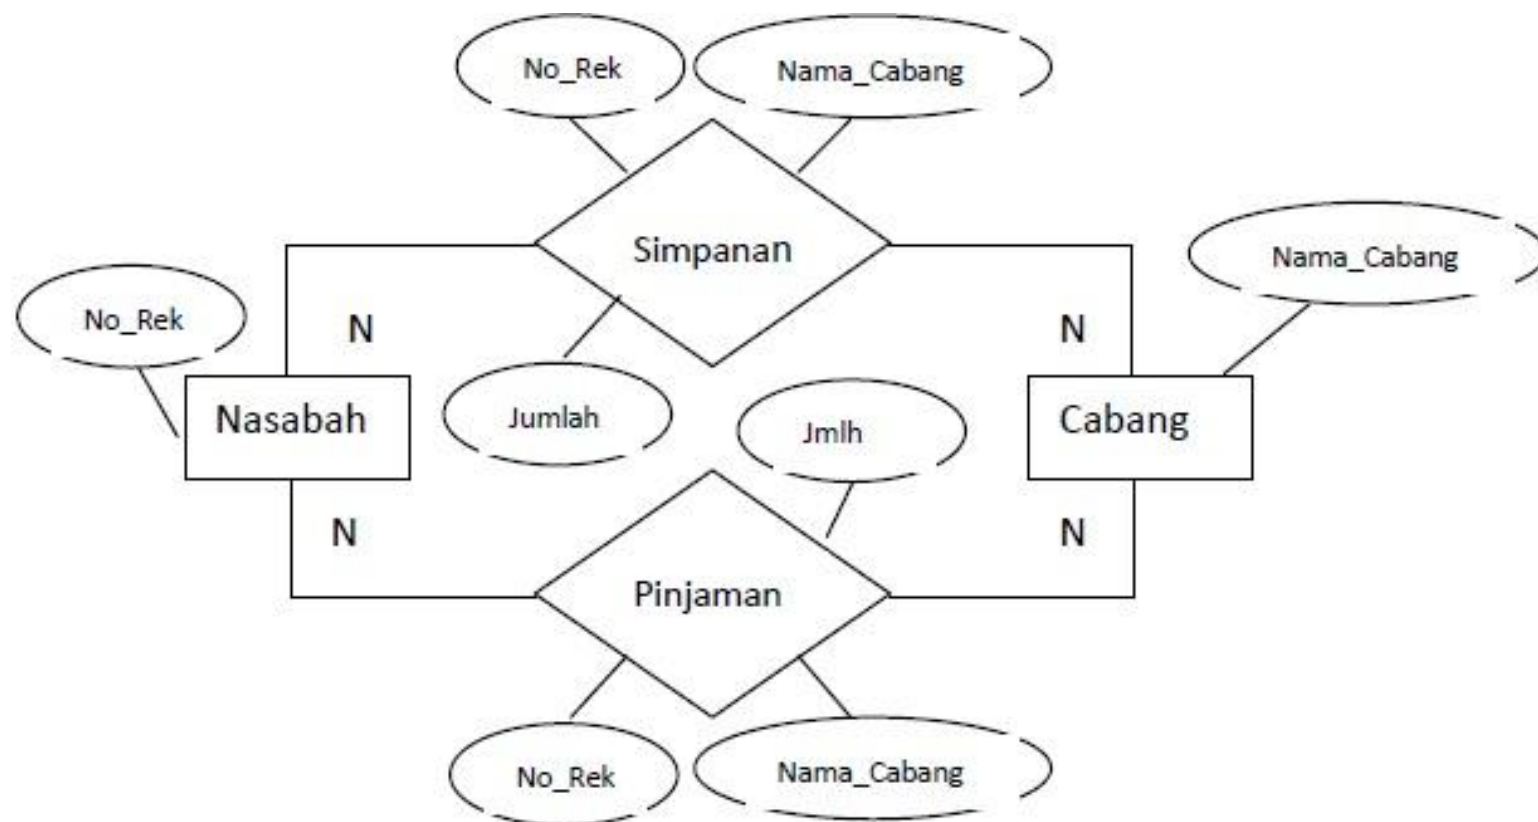 No_Rek
Nama_Cabang
Simpanan
Nama_Cabang
No_Rek
N
N
Nasabah
Jumlah
Jmlh
Cabang
N
N
Pinjaman
No_Rek
Nama_Cabang